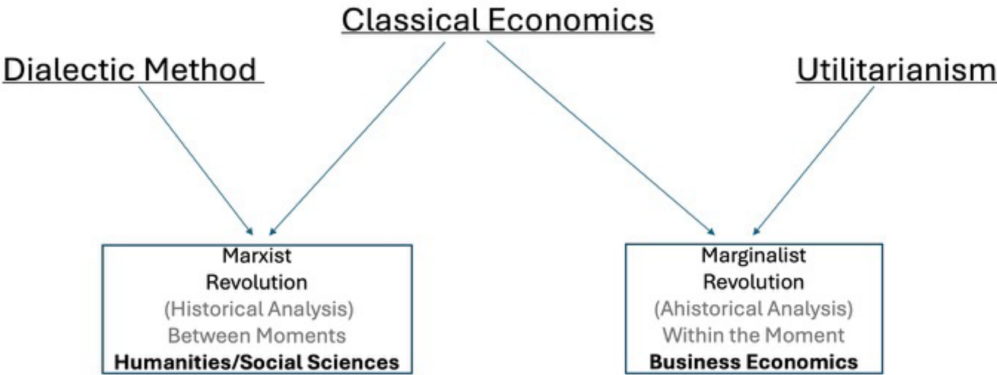 Classical Economics
Dialectic Method
Utilitarianism
Marxist
Revolution
(Historical Analysis)
Between Moments
Humanities/Social Sciences
Marginalist
Revolution
(Ahistorical Analysis)
Within the Moment
Business Economics